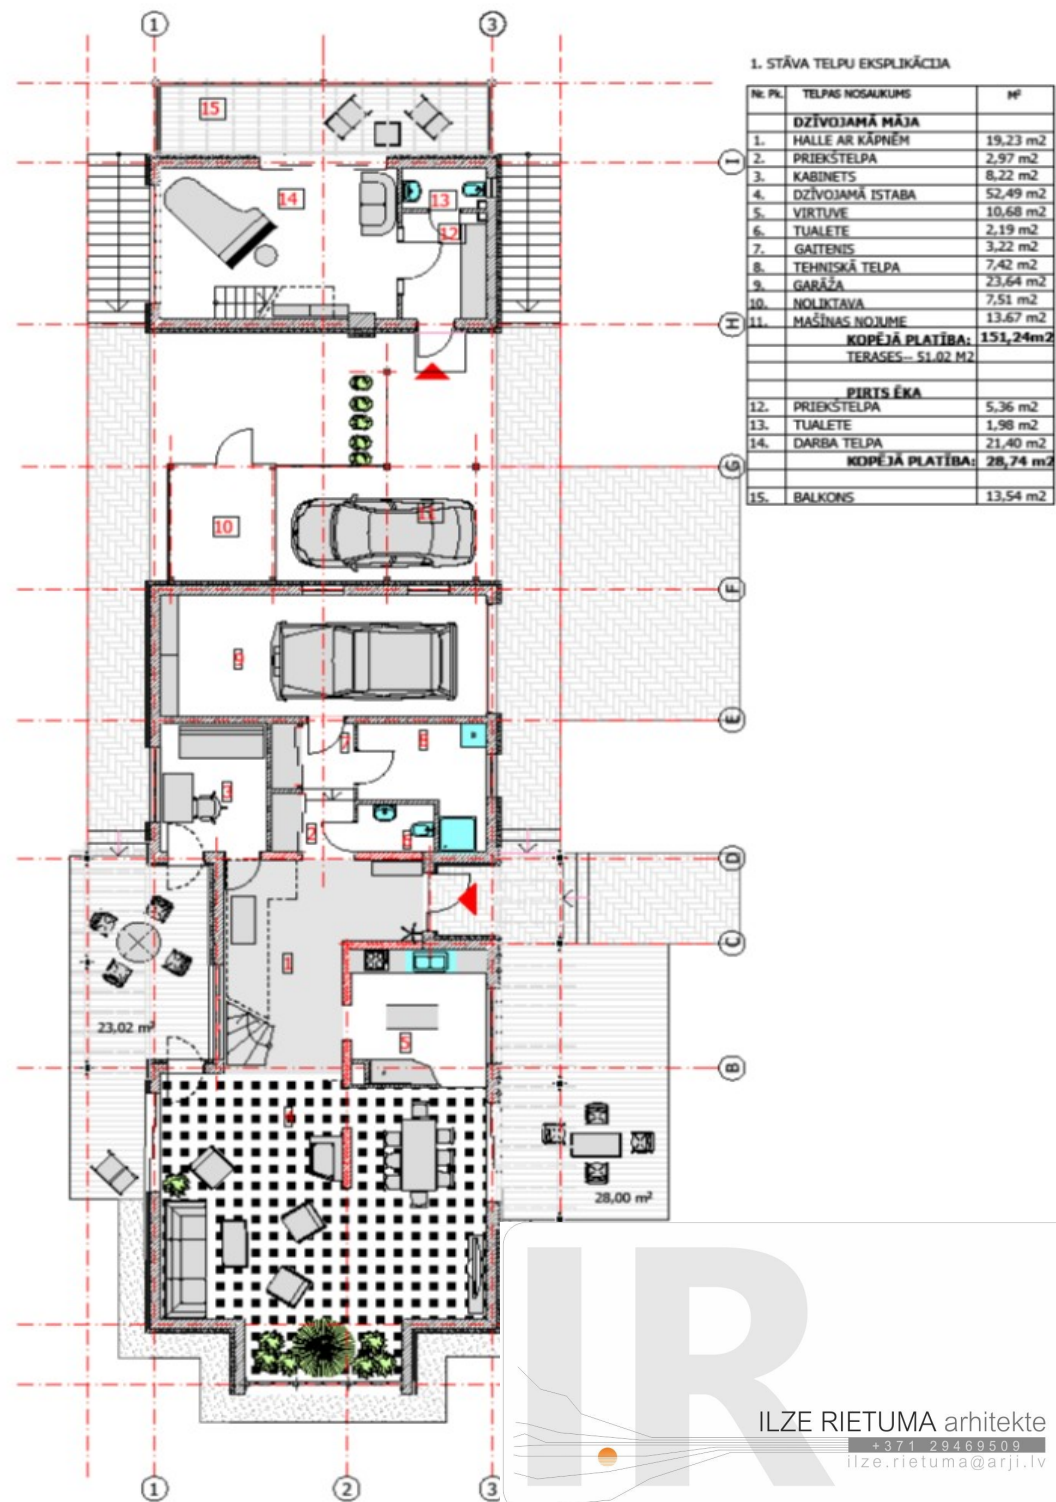 1
3
1. STĀVA TELPU EKSPLIKĀCIJA
Nr. Pk. TELPAS NOSAUKUMS M²
DZĪVOJAMĀ MĀJA
1. HALLE AR KĀPNĒM 19,23 m2
2. PRIEKŠTELPA 2,97 m2
3. KABINETS 8,22 m2
4. DZĪVOJAMĀ ISTABA 52,49 m2
5. VIRTUVE 10,68 m2
6. TUALETE 2,19 m2
7. GAITENIS 3,22 m2
8. TEHNISKĀ TELPA 7,42 m2
9. GARĀŽA 23,64 m2
10. NOLIKTAVA 7,51 m2
11. MAŠĪNAS NOJUME 13.67 m2
KOPĒJĀ PLATĪBA: 151,24m2
TERASES-- 51.02 M2
PIRTS ĒKA
12. PRIEKŠTELPA 5,36 m2
13. TUALETE 1,98 m2
14. DARBA TELPA 21,40 m2
KOPĒJĀ PLATĪBA: 28,74 m2
15. BALKONS 13,54 m2
15
I
14
13
12
H
G
10
11
F
9
E
7
8
3
2
D
C
1
23,02 m²
5
B
4
28,00 m²
IR
ILZE RIETUMA arhitekte
+371 29469509
ilze.rietuma@arji.lv
1
2
3